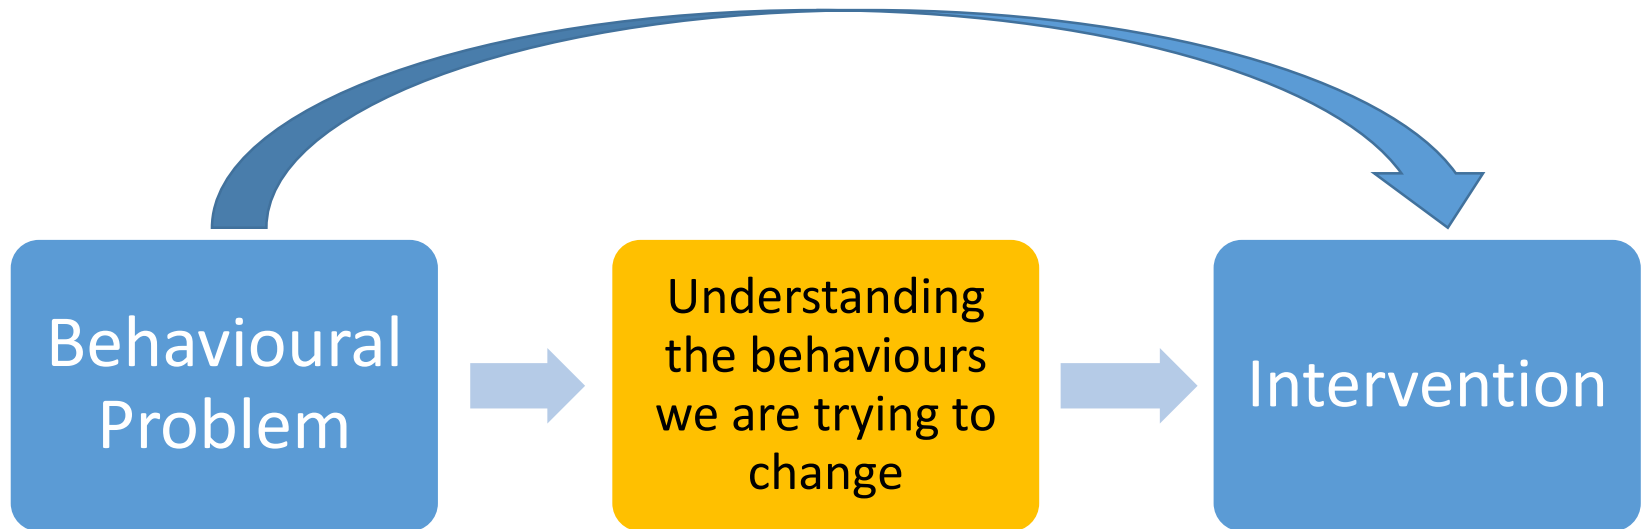 Behavioural
Problem
Understanding
the behaviours
we are trying to
change
Intervention